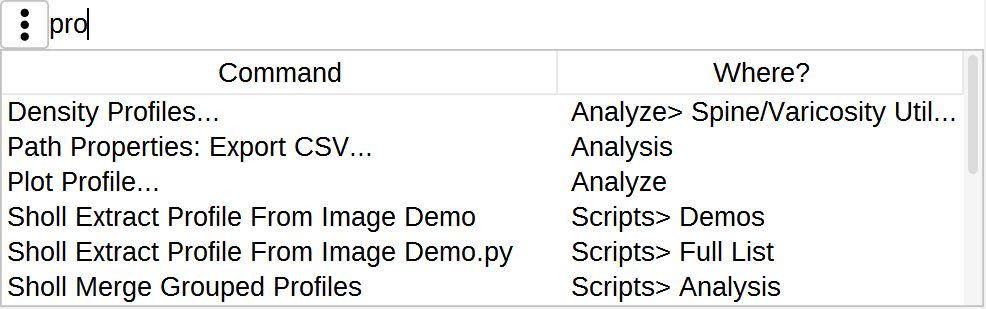 pro
Command Where?
Density Profiles... Analyze> Spine/Varicosity Util...
Path Properties: Export CSV... Analysis
Plot Profile... Analyze
Sholl Extract Profile From Image Demo Scripts> Demos
Sholl Extract Profile From Image Demo.py Scripts> Full List
Sholl Merge Grouped Profiles Scripts> Analysis